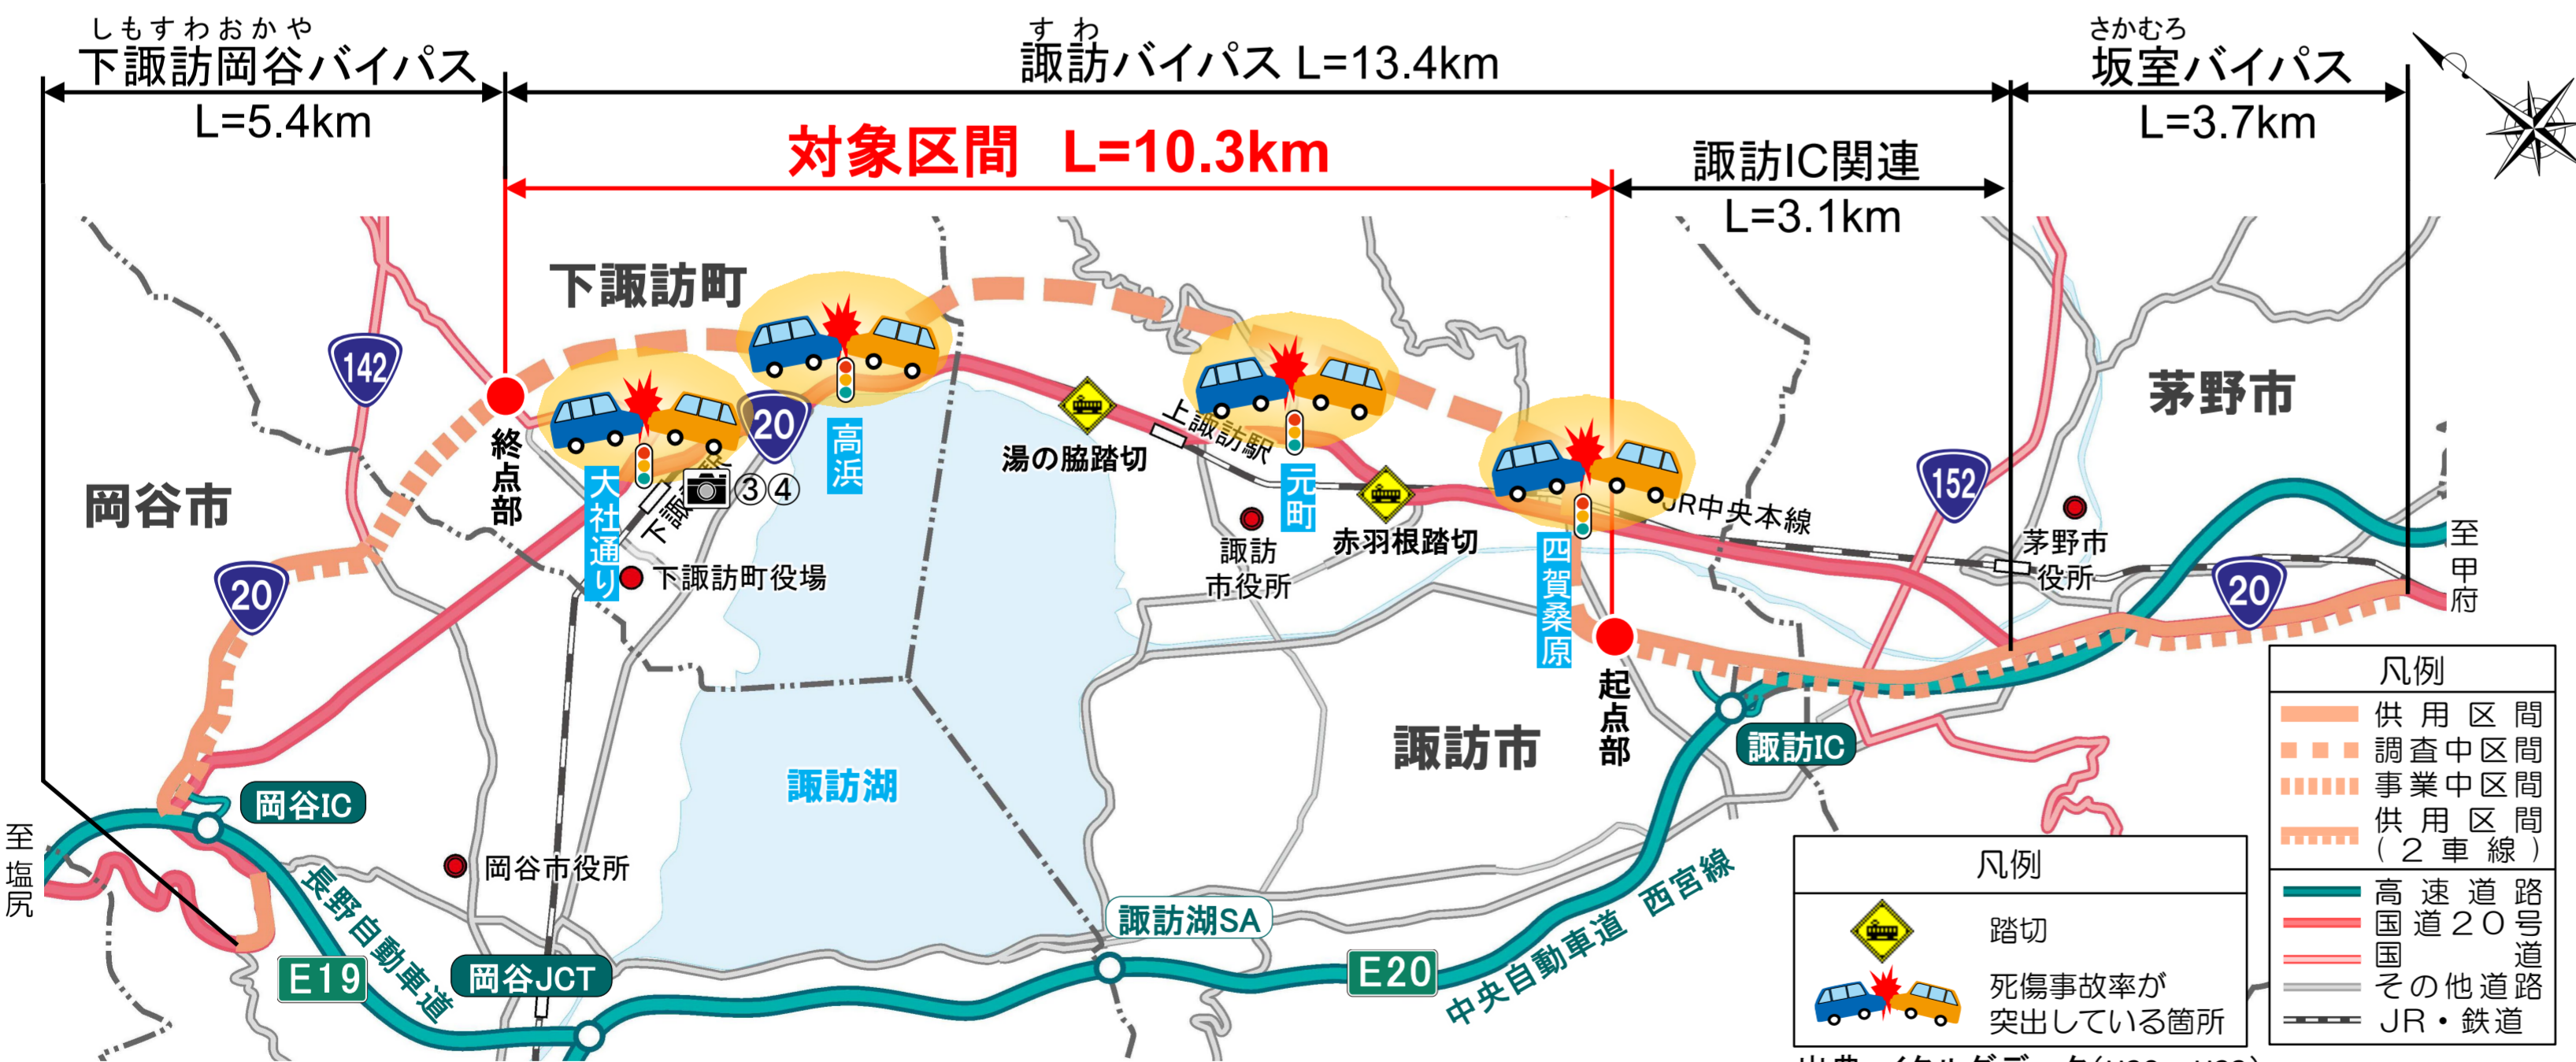 しもすわおかや
下諏訪岡谷バイパス
L=5.4km
すわ
諏訪バイパス L=13.4km
さかむろ
坂室バイパス
L=3.7km
対象区間 L=10.3km
諏訪IC関連
L=3.1km
下諏訪町
142
20
高浜
終点部
大社通り
③④
湯の脇踏切
上諏訪駅
元町
赤羽根踏切
諏訪
市役所
四賀桑原
JR中央本線
152
茅野市
茅野市
役所
至甲府
20
岡谷市
20
下諏訪町役場
起点部
諏訪市
諏訪IC
諏訪湖
岡谷IC
至塩尻
岡谷市役所
長野自動車道
E19
岡谷JCT
諏訪湖SA
E20
中央自動車道 西宮線
凡例
踏切
死傷事故率が
突出している箇所
凡例
供用区間
調査中区間
事業中区間
供用区間
(2車線)
高速道路
国道20号
国道
その他道路
JR・鉄道